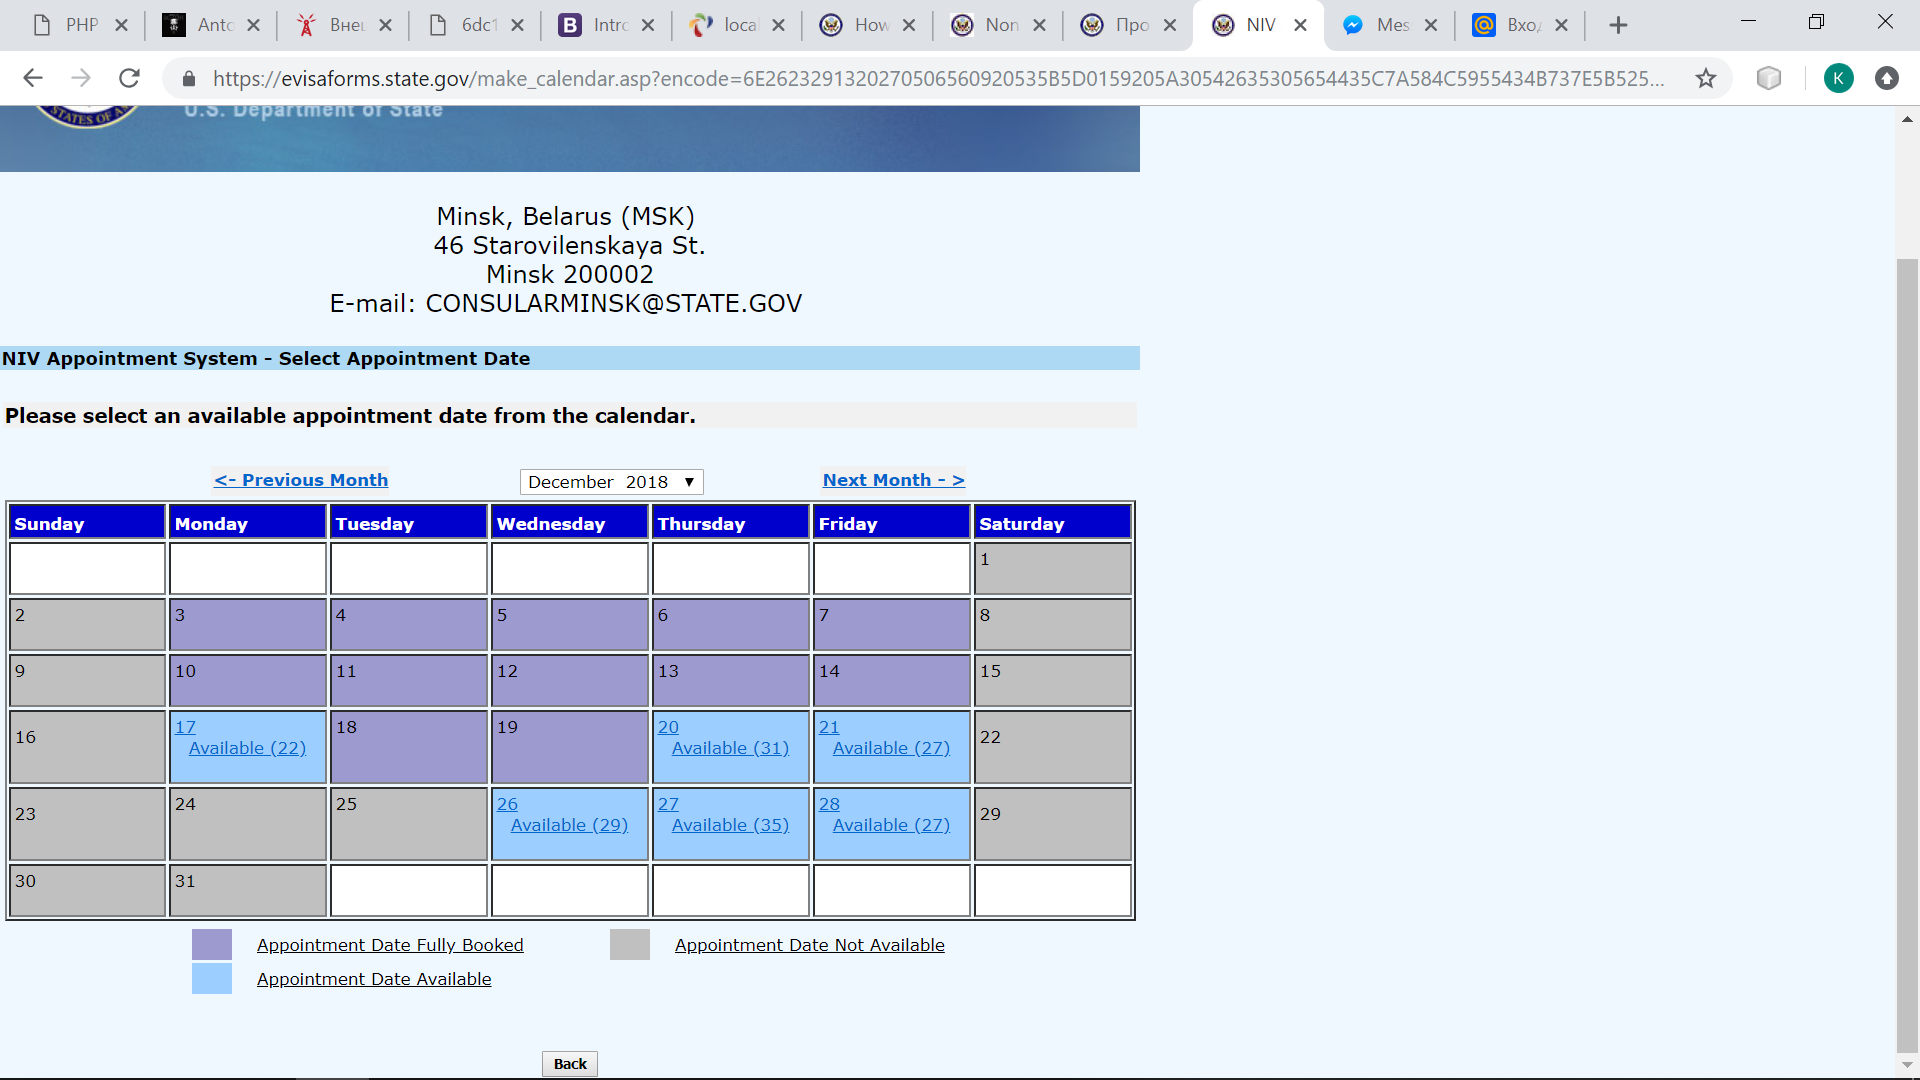 PHP
Anto
Внеш
6dc1
Intro
local
How
Non
Про
NIV
Mes
Вхо
https://evisaforms.state.gov/make_calendar.asp?encode=6E2623291320270506560920535B5D0159205A30542635305654435C7A584C5955434B737E5B525...
K
STATES OF A
U.S. Department of State
Minsk, Belarus (MSK)
46 Starovilenskaya St.
Minsk 200002
E-mail: CONSULARMINSK@STATE.GOV
NIV Appointment System - Select Appointment Date
Please select an available appointment date from the calendar.
<- Previous Month December 2018 Next Month - >
Sunday Monday Tuesday Wednesday Thursday Friday Saturday
1
2 3 4 5 6 7 8
9 10 11 12 13 14 15
16 17 18 19 20 21 22
Available (22) Available (31) Available (27)
23 24 25 26 27 28 29
Available (29) Available (35) Available (27)
30 31
Appointment Date Fully Booked Appointment Date Not Available
Appointment Date Available
Back